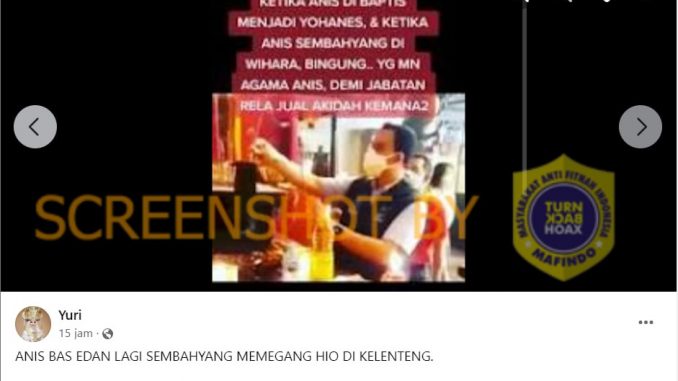 KETIKA ANIS DI BAPTIS
MENJADI YOHANES, & KETIKA
ANIS SEMBAHYANG DI
WIHARA, BINGUNG.. YG MN
AGAMA ANIS, DEMI JABATAN
RELA JUAL AKIDAH KEMANA2
SCREENSHOT BY
MASYARAKAT ANTI FITNAH INDONESIA
TURN
BACK
HOAX
MAFINDO
Yuri
15 jam ·
ANIS BAS EDAN LAGI SEMBAHYANG MEMEGANG HIO DI KELENTENG.